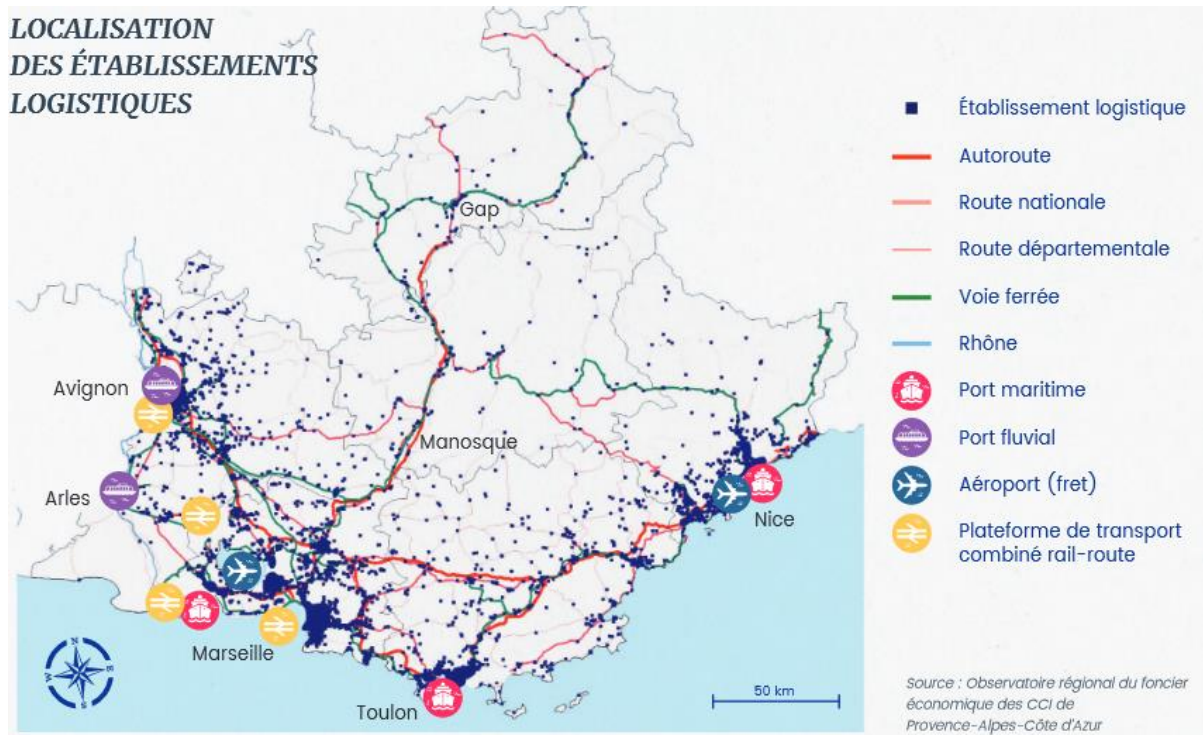 LOCALISATION
DES ÉTABLISSEMENTS
LOGISTIQUES
Gap
Avignon
Manosque
Arles
Nice
Marseille
Toulon
N
E
S
W
50 km
Établissement logistique
Autoroute
Route nationale
Route départementale
Voie ferrée
Rhône
Port maritime
Port fluvial
Aéroport (fret)
Plateforme de transport
combiné rail-route
Source : Observatoire régional du foncier
économique des CCI de
Provence-Alpes-Côte d'Azur